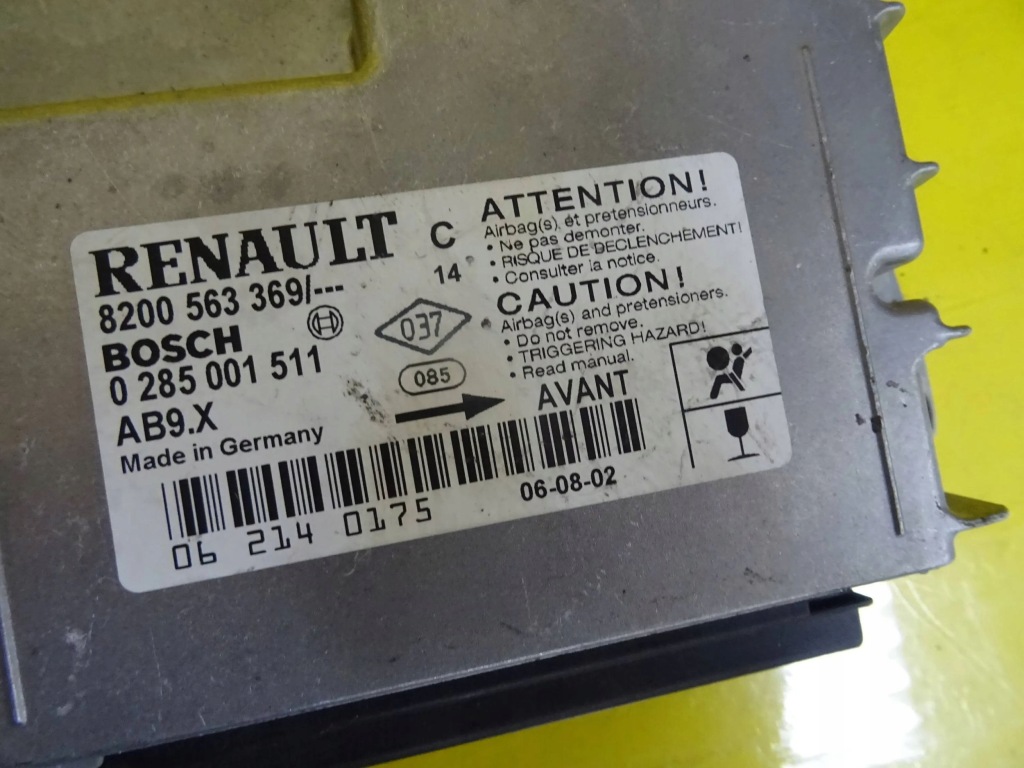 RENAULT
8200 563 369/---
BOSCH
0 285 001 511
AB9.X
Made in Germany
C
14
037
085
ATTENTION!
Airbag(s) et pretensionneurs.
• Ne pas demonter.
• RISQUE DE DECLENCHEMENT!
• Consulter la notice.
CAUTION!
Airbag(s) and pretensioners.
• Do not remove.
• TRIGGERING HAZARD!
• Read manual.
AVANT
06-08-02
06 214 0175